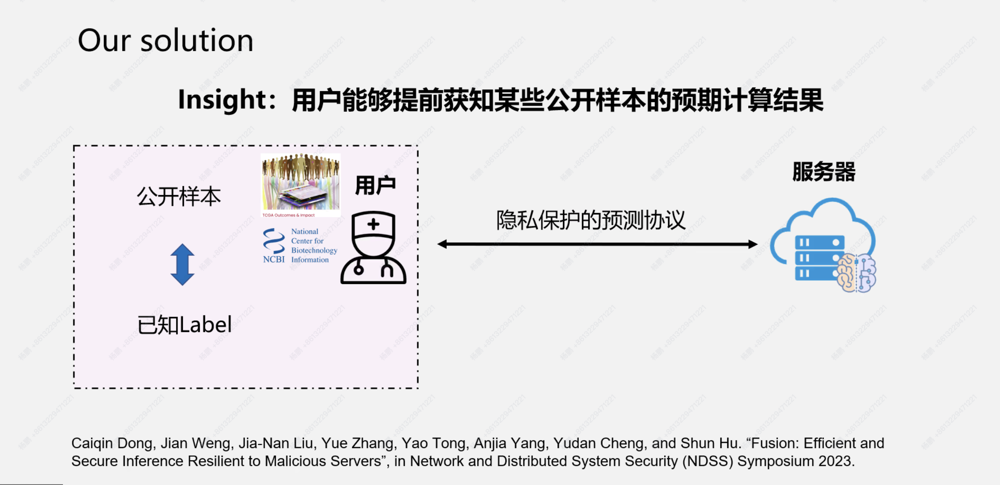 Our solution
Insight：用户能够提前获知某些公开样本的预期计算结果
公开样本
TCGA Outcomes & Impact
用户
National
Center for
Biotechnology
NCBI Information
已知Label
隐私保护的预测协议
服务器
Caiqin Dong, Jian Weng, Jia-Nan Liu, Yue Zhang, Yao Tong, Anjia Yang, Yudan Cheng, and Shun Hu. “Fusion: Efficient and
Secure Inference Resilient to Malicious Servers”, in Network and Distributed System Security (NDSS) Symposium 2023.
杨鹏 +8613229471221